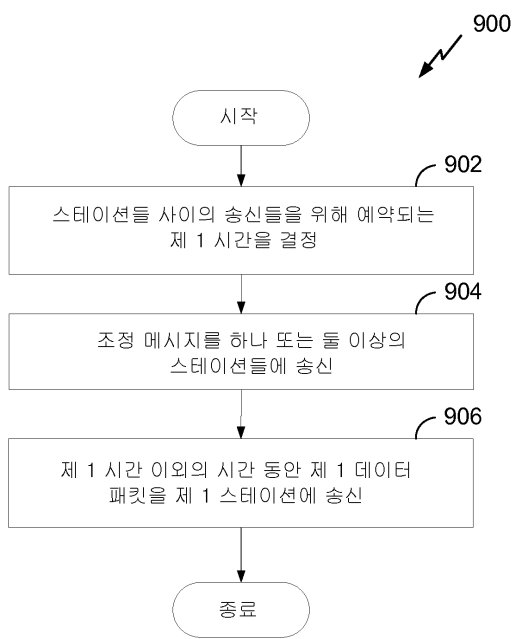 900
시작
902
스테이션들 사이의 송신들을 위해 예약되는
제 1 시간을 결정
904
조정 메시지를 하나 또는 둘 이상의
스테이션들에 송신
906
제 1 시간 이외의 시간 동안 제 1 데이터
패킷을 제 1 스테이션에 송신
종료